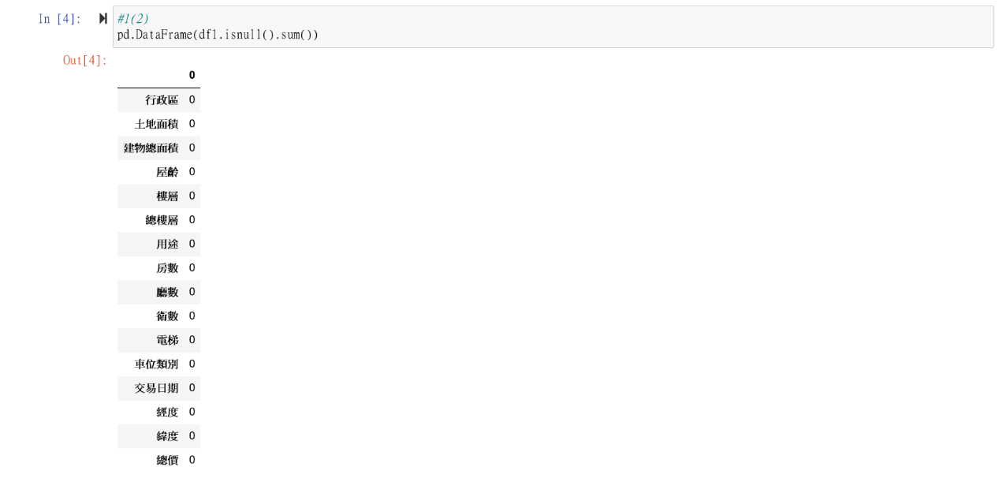 In [4]: #1(2)
pd.DataFrame(df1.isnull().sum())
Out[4]:
0
行政區 0
土地面積 0
建物總面積 0
屋齡 0
樓層 0
總樓層 0
用途 0
房數 0
廳數 0
衛數 0
電梯 0
車位類別 0
交易日期 0
經度 0
緯度 0
總價 0